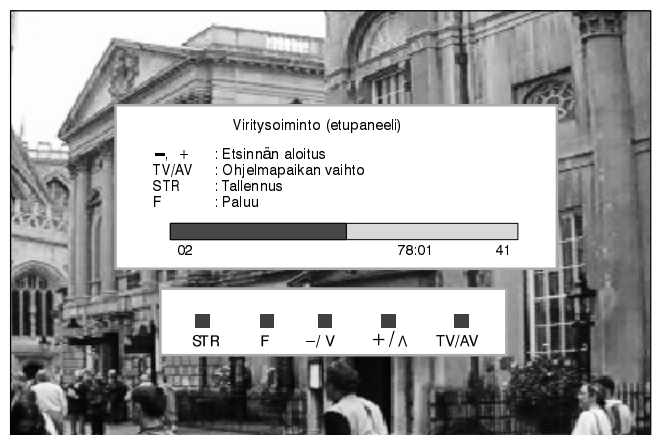 Viritysoiminto (etupaneeli)
–, + : Etsinnän aloitus
TV/AV : Ohjelmapaikan vaihto
STR : Tallennus
F : Paluu
02 78:01 41
STR F –/ V + / Λ TV/AV